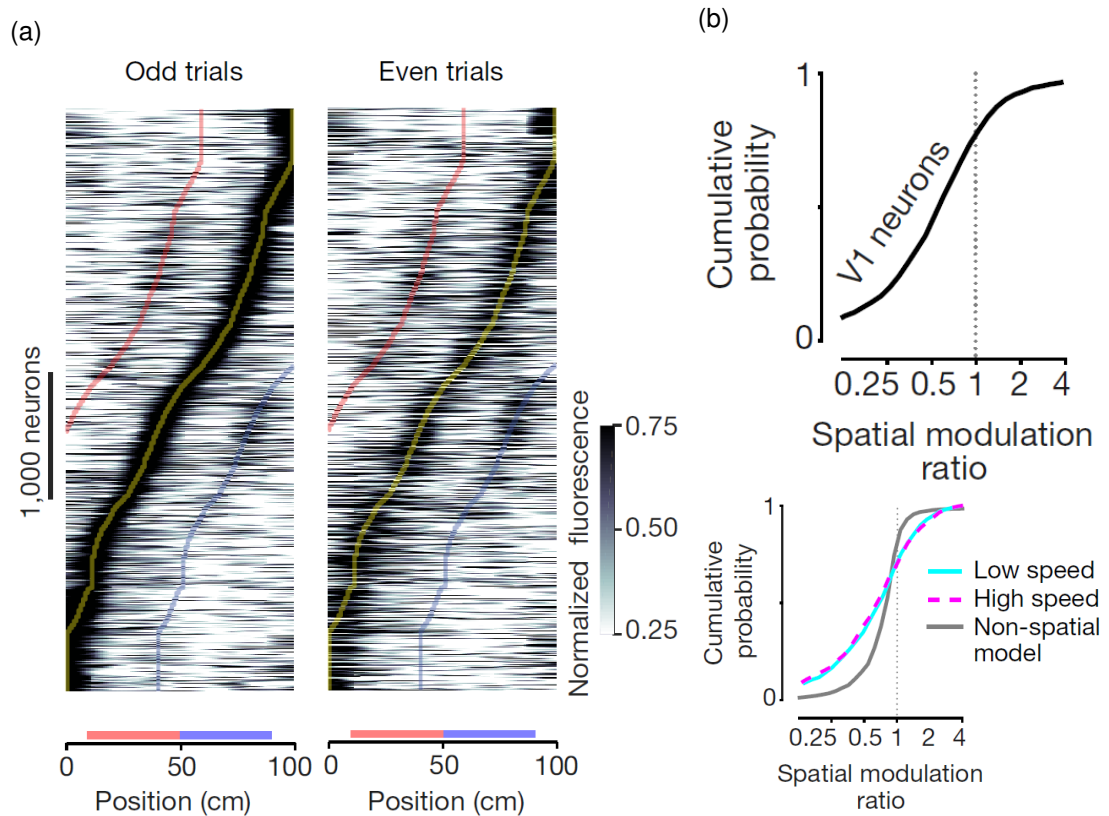 (a)
Odd trials
Even trials
1,000 neurons
0.75
0.50
0.25
Normalized fluorescence
0
50
100
Position (cm)
0
50
100
Position (cm)
(b)
1
0
Cumulative
probability
V1 neurons
0.25
0.5
1
2
4
Spatial modulation
ratio
1
0
Cumulative
probability
Low speed
High speed
Non-spatial
model
0.25
0.5
1
2
4
Spatial modulation
ratio